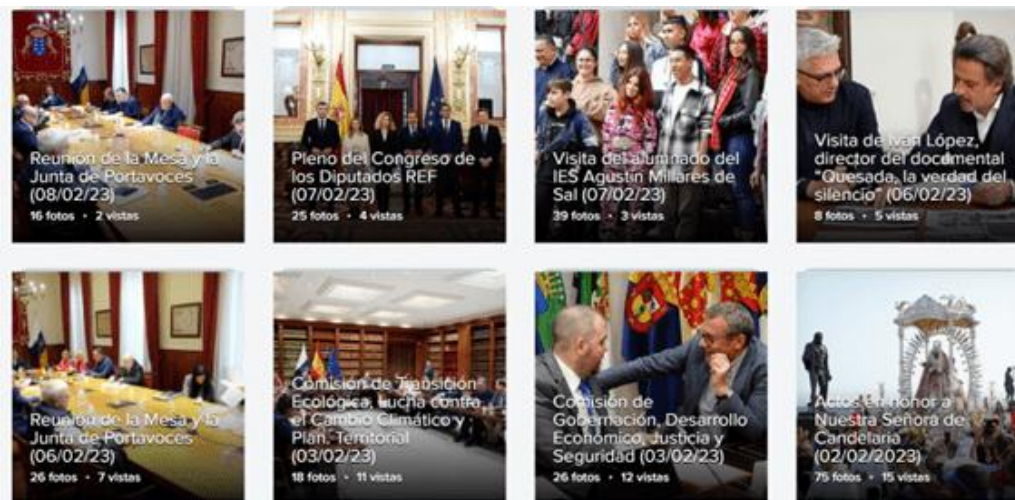 Reunión de la Mesa y la
Junta de Portavoces
(08/02/23)
16 fotos • 2 vistas
Pleno del Congreso de
los Diputados REF
(07/02/23)
25 fotos • 4 vistas
Visita del alumnado del
IES Agustín Millares de
Sal (07/02/23)
39 fotos • 3 vistas
Visita de Iván López,
director del documental
"Quesada, la verdad del
silencio" (06/02/23)
8 fotos • 5 vistas
Reunión de la Mesa y la
Junta de Portavoces
(06/02/23)
26 fotos • 7 vistas
Comisión de Transición
Ecológica, Lucha contra
el Cambio Climático y
Plan. Territorial
(03/02/23)
18 fotos • 11 vistas
Comisión de
Gobernación, Desarrollo
Económico, Justicia y
Seguridad (03/02/23)
26 fotos • 12 vistas
Actos en honor a
Nuestra Señora de
Candelaria
(02/02/2023)
75 fotos • 15 vistas